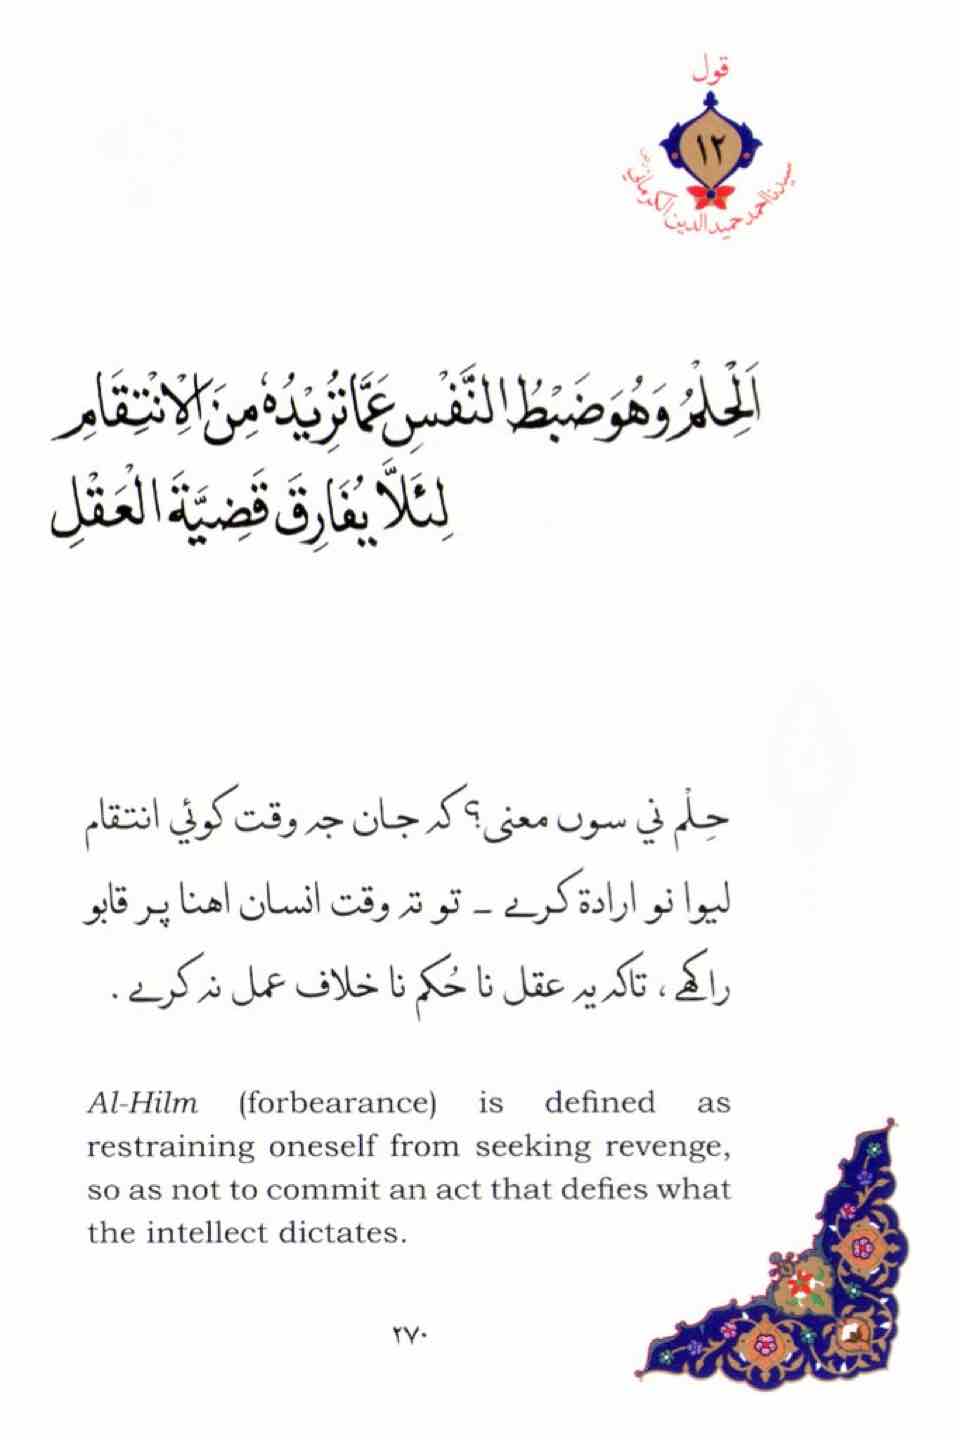 قول
١٢
سيدنا احمد حميد الدين الكرماني
اَلْحِلْمُ وَهُوَ ضَبْطُ النَّفْسِ عَمَّا تُرِيْدُهٗ مِنَ الْاِنْتِقَامِ
لِئَلَّا يُفَارِقَ قَضِيَّةَ الْعَقْلِ
حِلْم ني سوں معنى؟ كہ جان جہ وقت كوئي انتقام
ليوا نو ارادة كرے ـ تو تہ وقت انسان اهنا پر قابو
راكھے، تاكہ يہ عقل نا حُكم نا خلاف عمل نہ كرے .
Al-Hilm (forbearance) is defined as
restraining oneself from seeking revenge,
so as not to commit an act that defies what
the intellect dictates.
٢٧٠